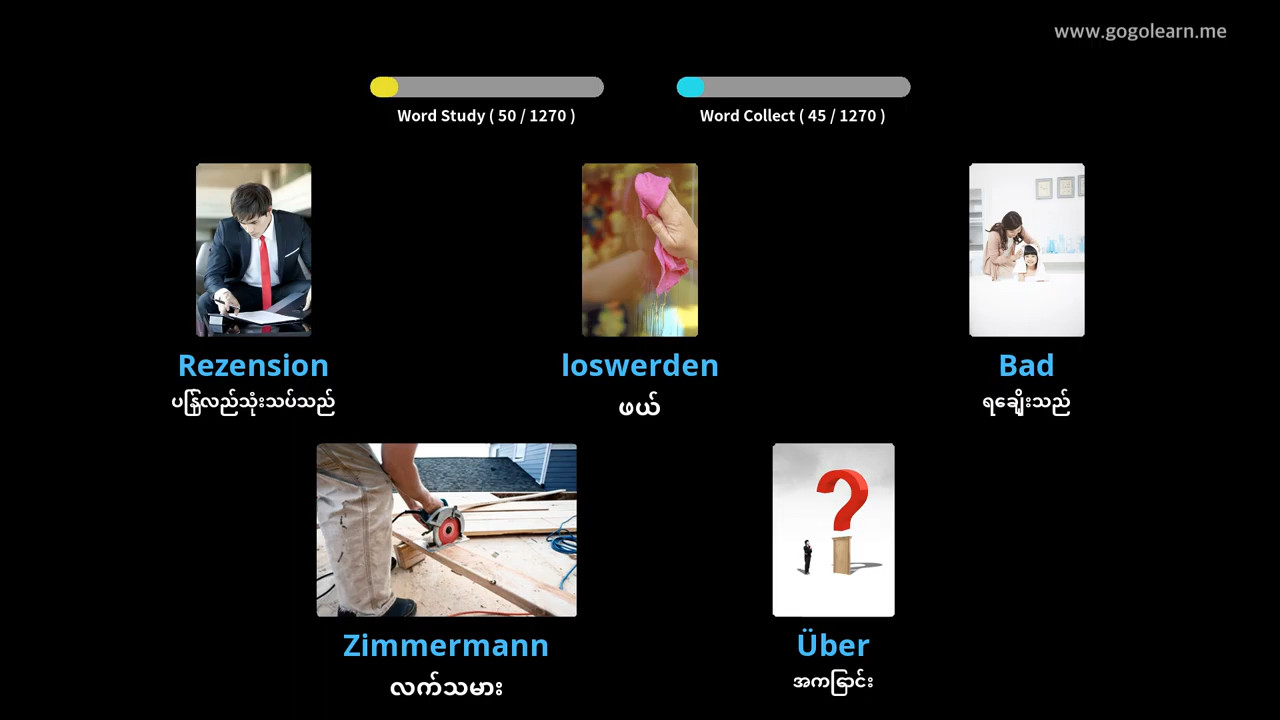 www.gogolearn.me
Word Study ( 50 / 1270 )
Word Collect ( 45 / 1270 )
Rezension
ပြန်လည်သုံးသပ်သည်
loswerden
ဖယ်
Bad
ရေချိုးသည်
Zimmermann
လက်သမား
Über
အကြောင်း